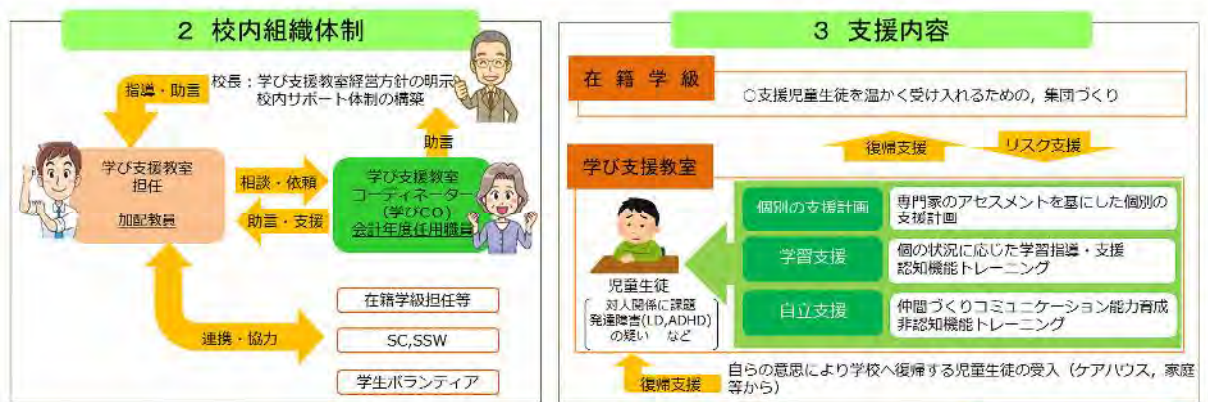 2 校内組織体制
指導・助言
校長：学び支援教室経営方針の明示
校内サポート体制の構築
助言
学び支援教室
担任
加配教員
相談・依頼
助言・支援
学び支援教室
コーディネーター
(学びCO)
会計年度任用職員
連携・協力
在籍学級担任等
SC,SSW
学生ボランティア
3 支援内容
在籍学級
○支援児童生徒を温かく受け入れるための，集団づくり
復帰支援
リスク支援
学び支援教室
児童生徒
対人関係に課題
発達障害(LD,ADHD)
の疑い など
個別の支援計画
専門家のアセスメントを基にした個別の
支援計画
学習支援
個の状況に応じた学習指導・支援
認知機能トレーニング
自立支援
仲間づくりコミュニケーション能力育成
非認知機能トレーニング
復帰支援
自らの意思により学校へ復帰する児童生徒の受入（ケアハウス，家庭
等から）